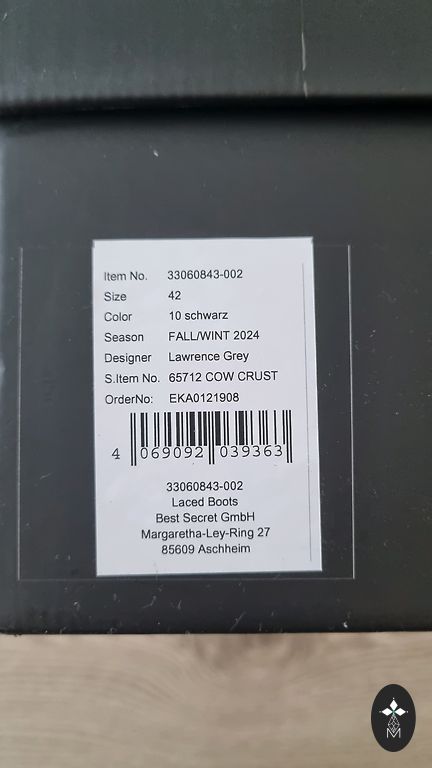 Item No. 33060843-002
Size 42
Color 10 schwarz
Season FALL/WINT 2024
Designer Lawrence Grey
S.Item No. 65712 COW CRUST
OrderNo: EKA0121908
4 069092 039363
33060843-002
Laced Boots
Best Secret GmbH
Margaretha-Ley-Ring 27
85609 Aschheim
M